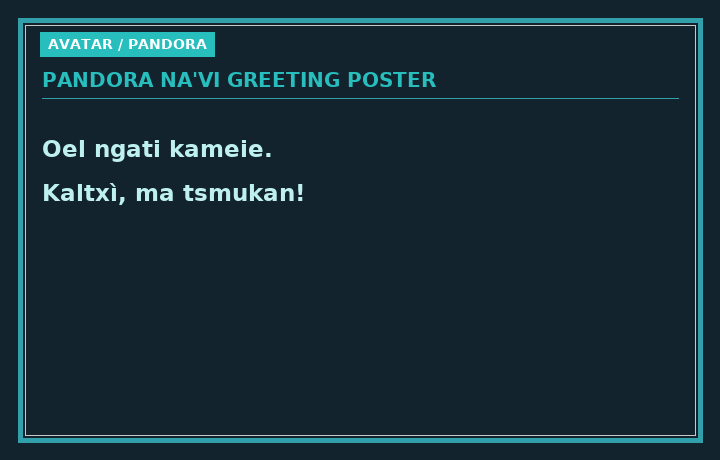 AVATAR / PANDORA
PANDORA NA'VI GREETING POSTER
Oel ngati kameie.
Kaltxì, ma tsmukan!